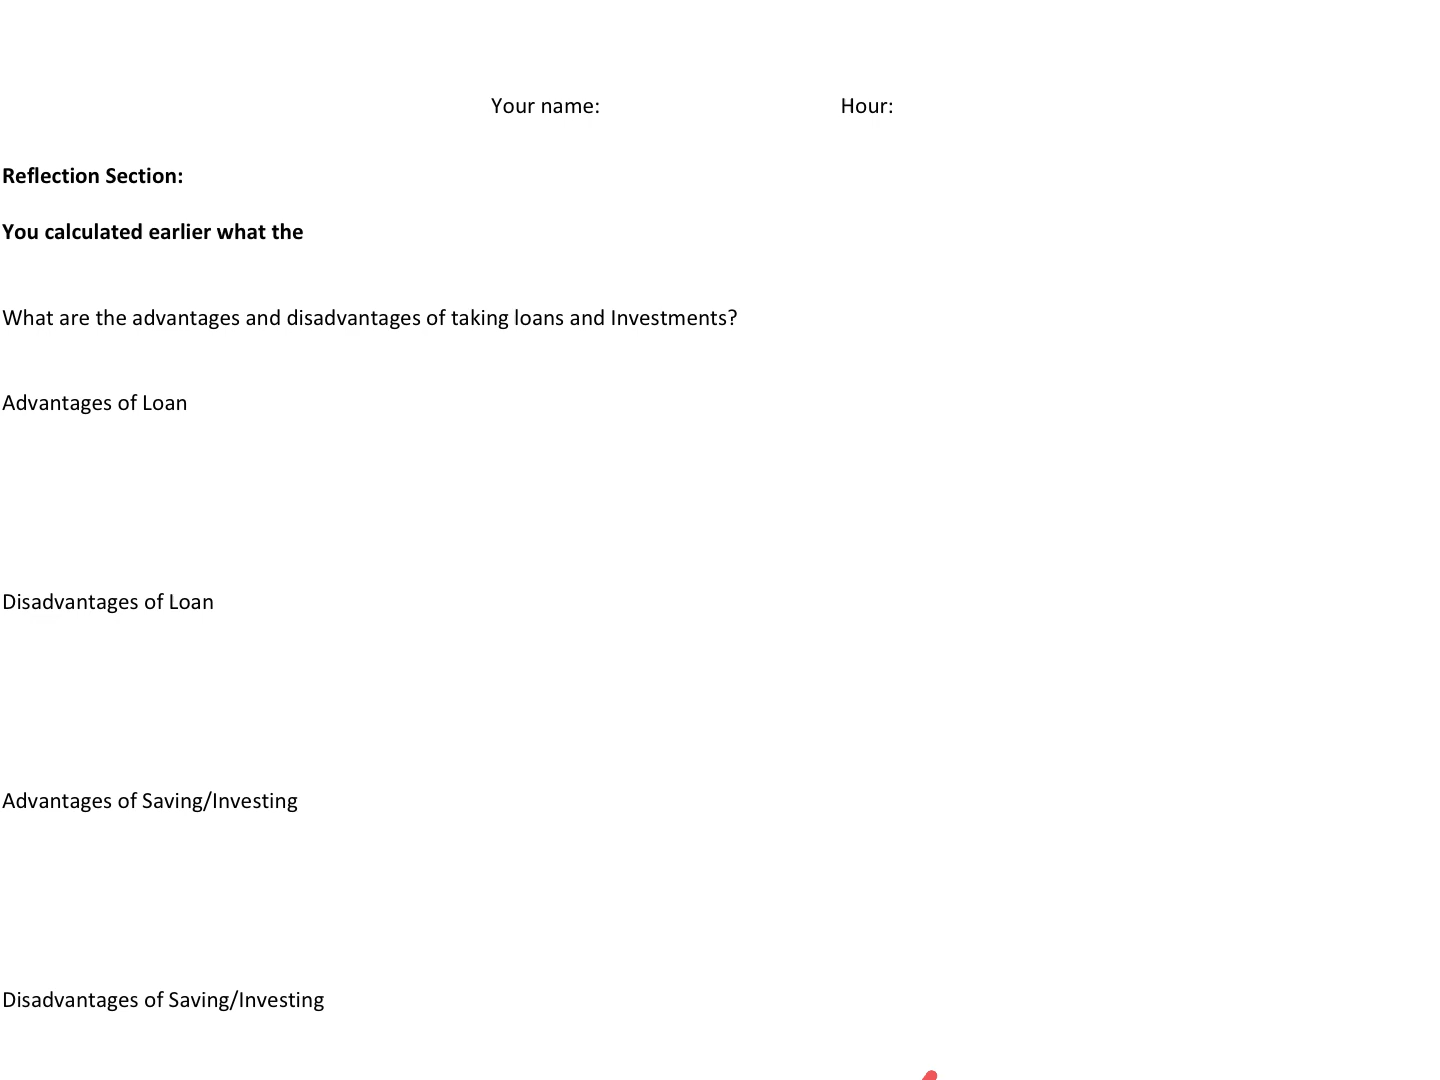 Your name: Hour:
Reflection Section:
You calculated earlier what the
What are the advantages and disadvantages of taking loans and Investments?
Advantages of Loan
Disadvantages of Loan
Advantages of Saving/Investing
Disadvantages of Saving/Investing